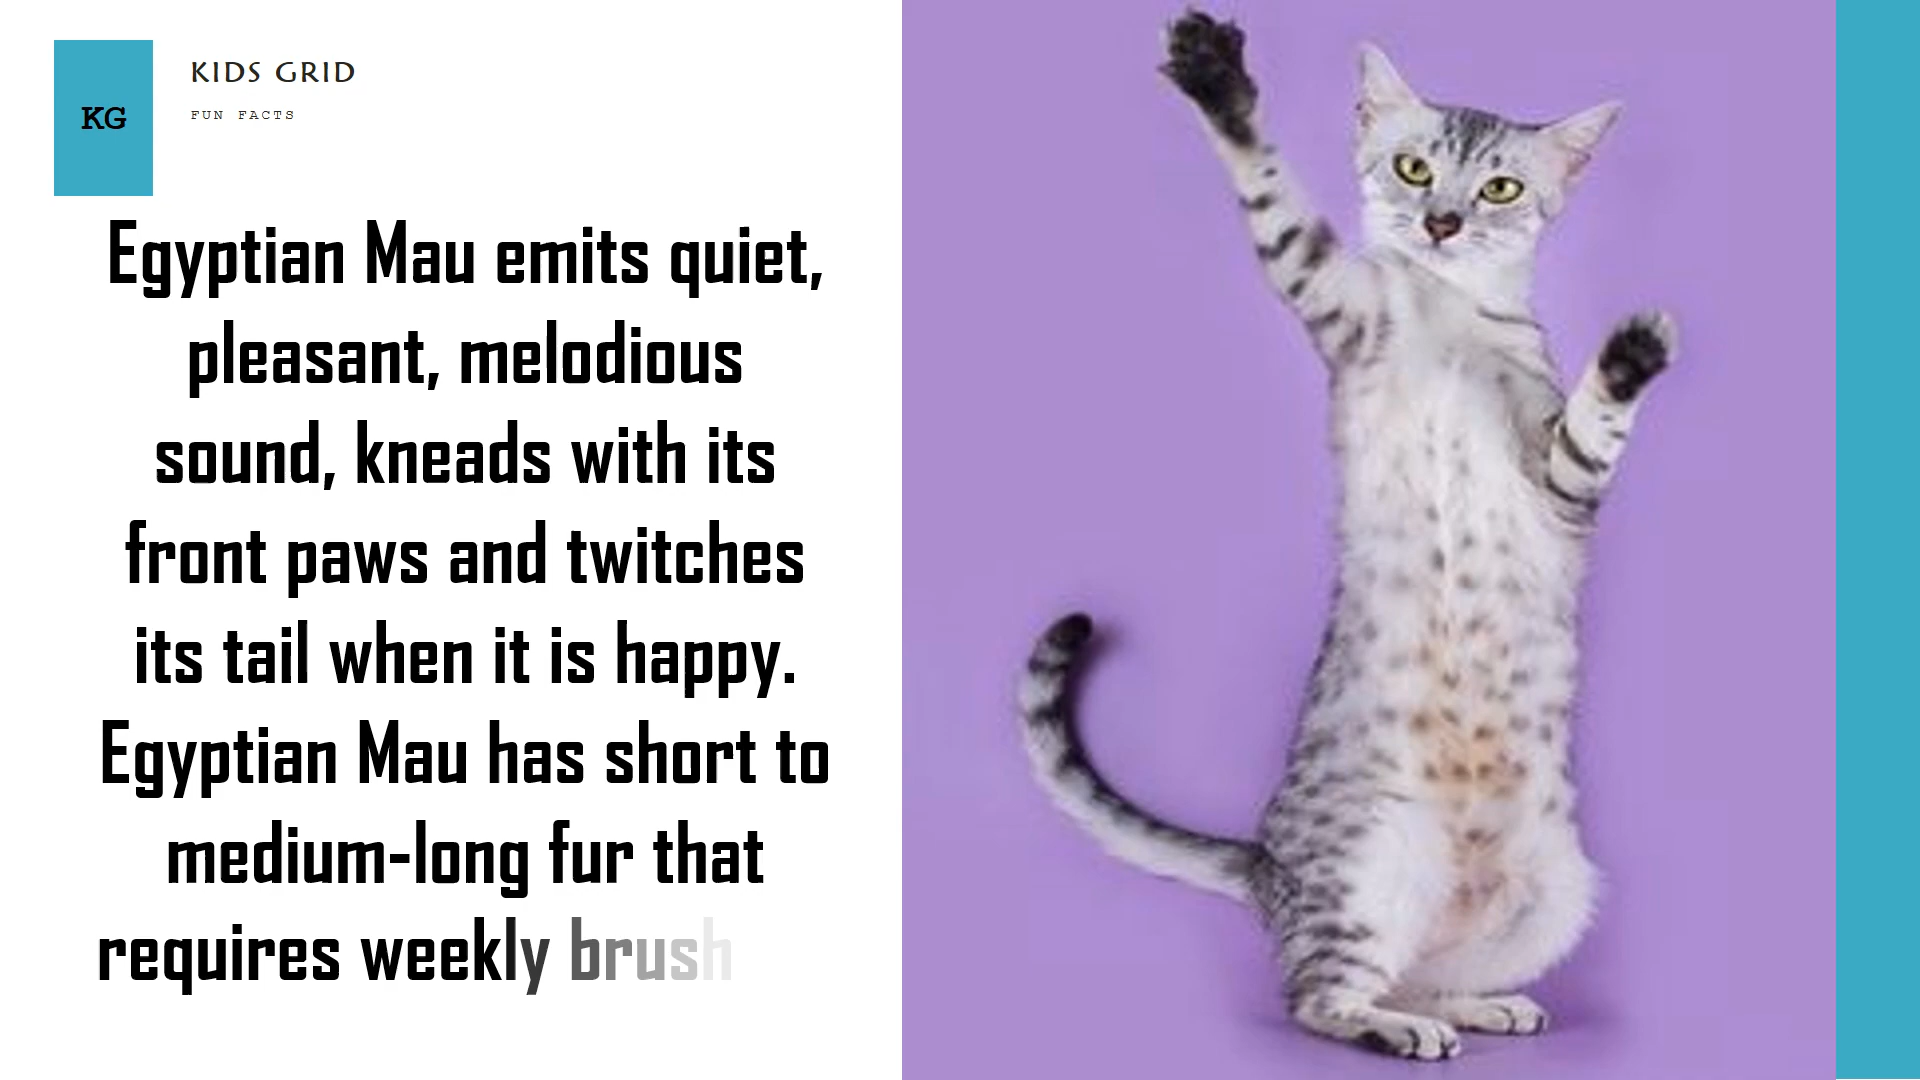 KG
KIDS GRID
FUN FACTS
Egyptian Mau emits quiet,
pleasant, melodious
sound, kneads with its
front paws and twitches
its tail when it is happy.
Egyptian Mau has short to
medium-long fur that
requires weekly brush